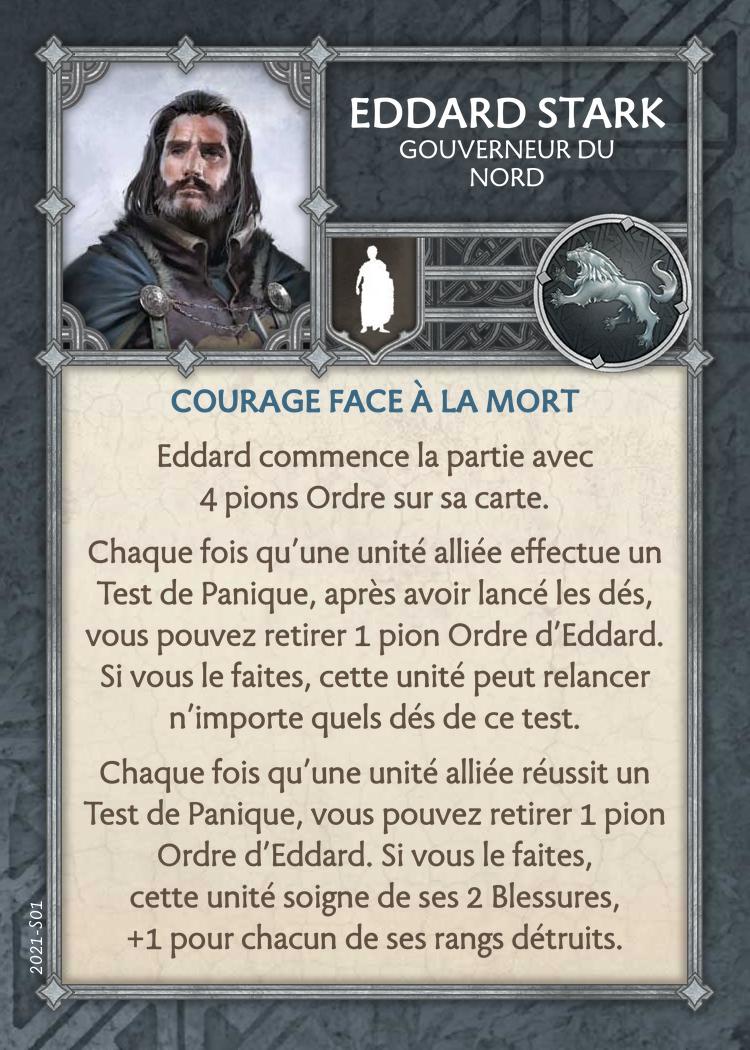 EDDARD STARK
GOUVERNEUR DU
NORD
COURAGE FACE À LA MORT
Eddard commence la partie avec
4 pions Ordre sur sa carte.
Chaque fois qu’une unité alliée effectue un
Test de Panique, après avoir lancé les dés,
vous pouvez retirer 1 pion Ordre d’Eddard.
Si vous le faites, cette unité peut relancer
n’importe quels dés de ce test.
Chaque fois qu’une unité alliée réussit un
Test de Panique, vous pouvez retirer 1 pion
Ordre d’Eddard. Si vous le faites,
cette unité soigne de ses 2 Blessures,
+1 pour chacun de ses rangs détruits.
2021-S01